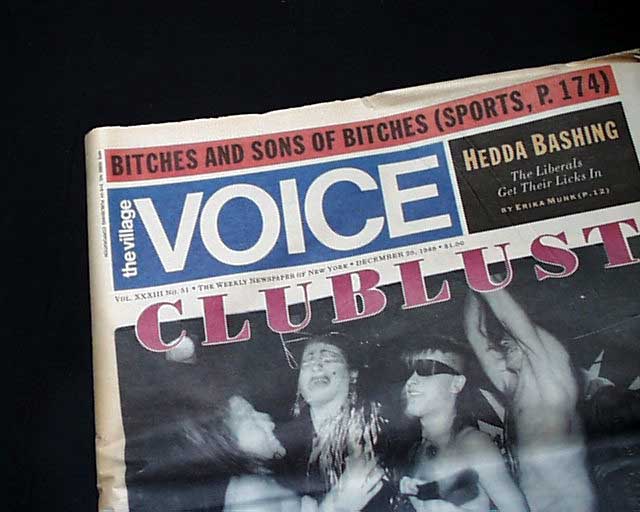 BITCHES AND SONS OF BITCHES (SPORTS, P. 174)
the village
VOICE
HEDDA BASHING
The Liberals
Get Their Licks In
BY ERIKA MUNK (P. 12)
VOL. XXXIII No. 51 • THE WEEKLY NEWSPAPER OF NEW YORK • DECEMBER 20, 1988 • $1.00
CLUBLUST